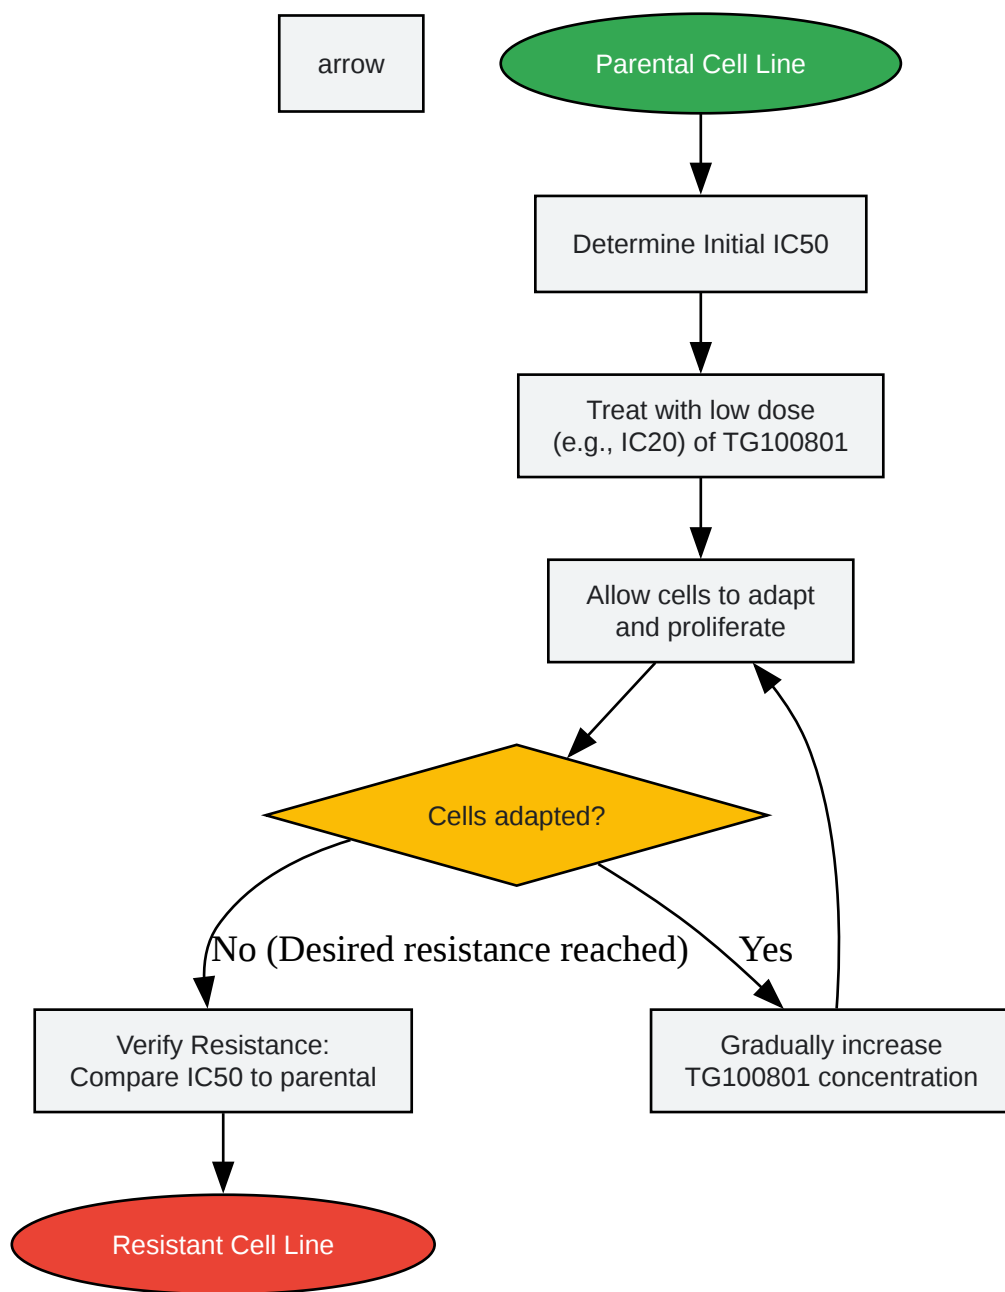 arrow
Parental Cell Line
Determine Initial IC50
Treat with low dose
(e.g., IC20) of TG100801
Allow cells to adapt
and proliferate
Cells adapted?
No (Desired resistance reached)
Yes
Verify Resistance:
Compare IC50 to parental
Gradually increase
TG100801 concentration
Resistant Cell Line